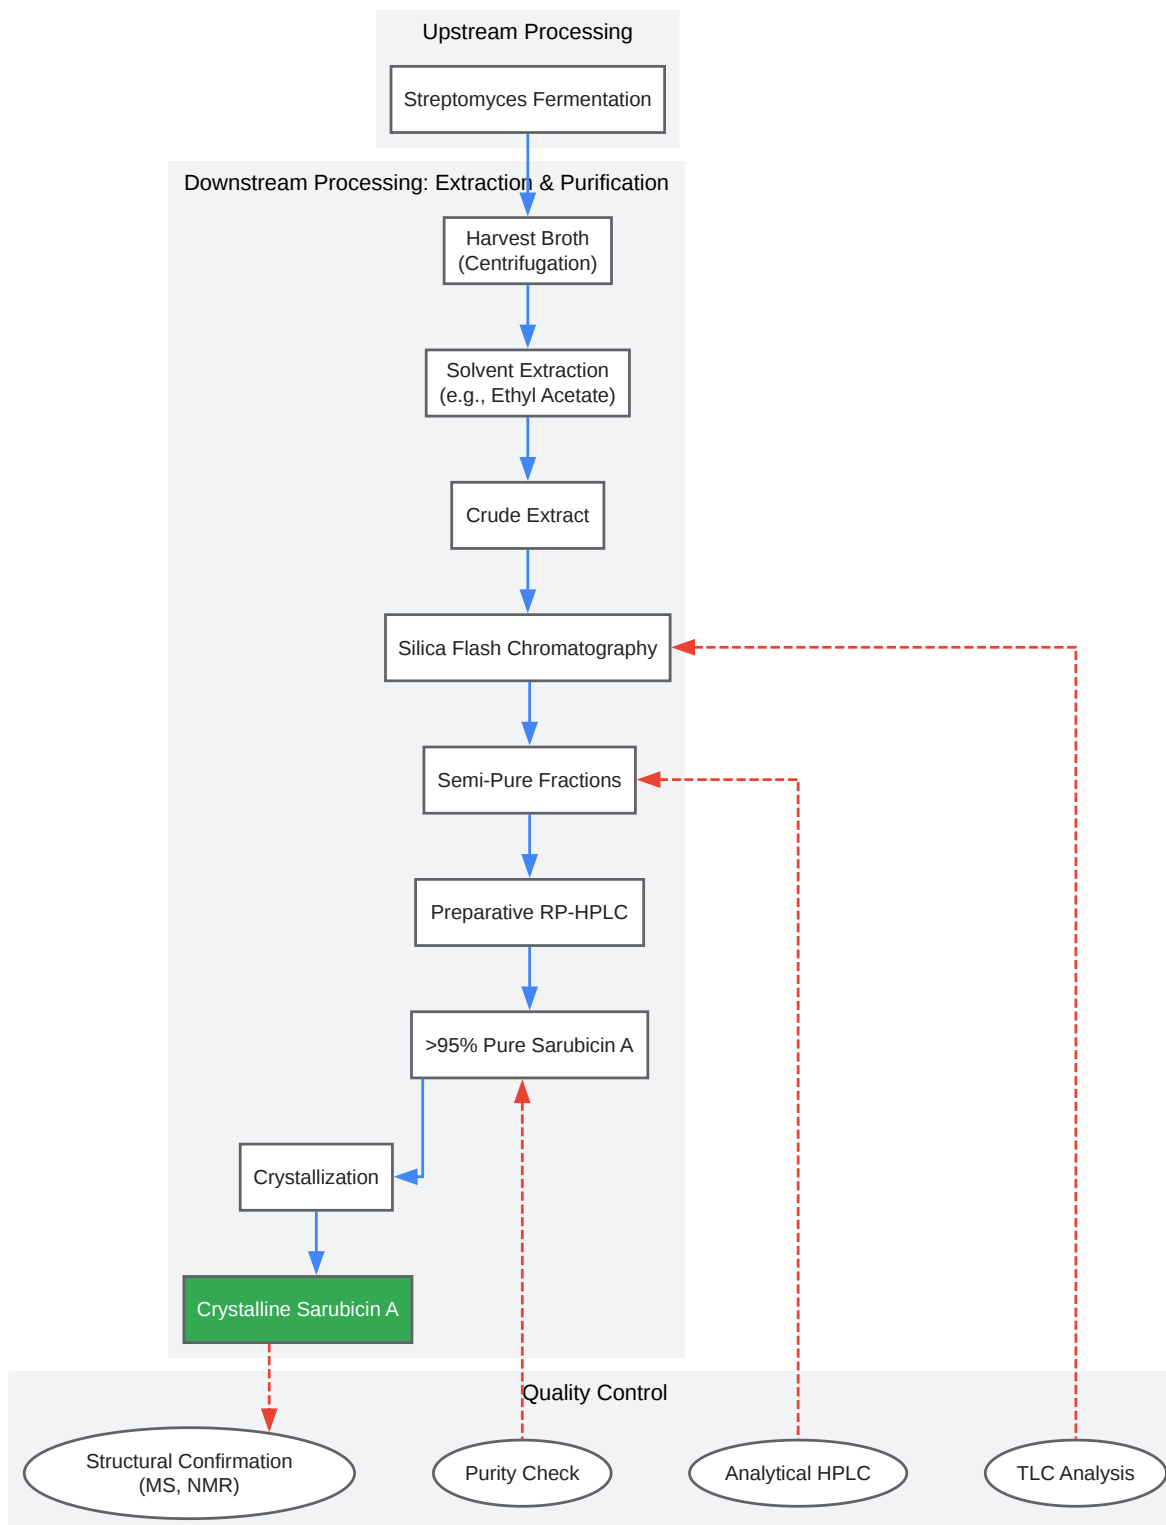 Upstream Processing
Streptomyces Fermentation
Downstream Processing: Extraction & Purification
Harvest Broth
(Centrifugation)
Solvent Extraction
(e.g., Ethyl Acetate)
Crude Extract
Silica Flash Chromatography
Semi-Pure Fractions
Preparative RP-HPLC
>95% Pure Sarubicin A
Crystallization
Crystalline Sarubicin A
Quality Control
Structural Confirmation
(MS, NMR)
Purity Check
Analytical HPLC
TLC Analysis